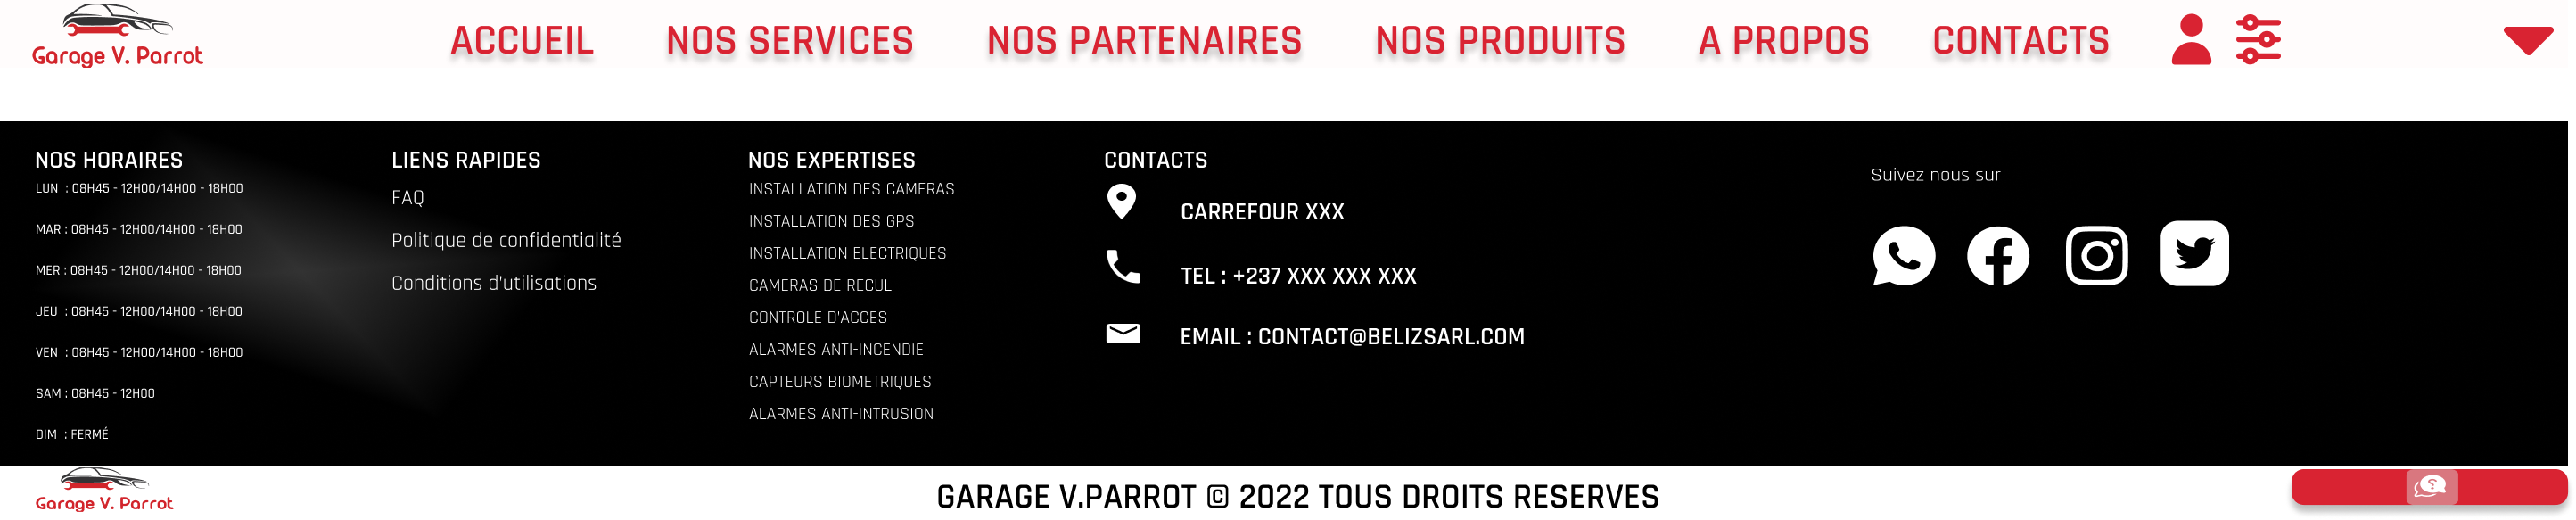 Garage V. Parrot
ACCUEIL
NOS SERVICES
NOS PARTENAIRES
NOS PRODUITS
A PROPOS
CONTACTS
NOS HORAIRES
LUN : 08H45 - 12H00/14H00 - 18H00
MAR : 08H45 - 12H00/14H00 - 18H00
MER : 08H45 - 12H00/14H00 - 18H00
JEU : 08H45 - 12H00/14H00 - 18H00
VEN : 08H45 - 12H00/14H00 - 18H00
SAM : 08H45 - 12H00
DIM : FERMÉ
LIENS RAPIDES
FAQ
Politique de confidentialité
Conditions d'utilisations
NOS EXPERTISES
INSTALLATION DES CAMERAS
INSTALLATION DES GPS
INSTALLATION ELECTRIQUES
CAMERAS DE RECUL
CONTROLE D'ACCES
ALARMES ANTI-INCENDIE
CAPTEURS BIOMETRIQUES
ALARMES ANTI-INTRUSION
CONTACTS
CARREFOUR XXX
TEL : +237 XXX XXX XXX
EMAIL : CONTACT@BELIZSARL.COM
Suivez nous sur
Garage V. Parrot
GARAGE V.PARROT © 2022 TOUS DROITS RESERVES